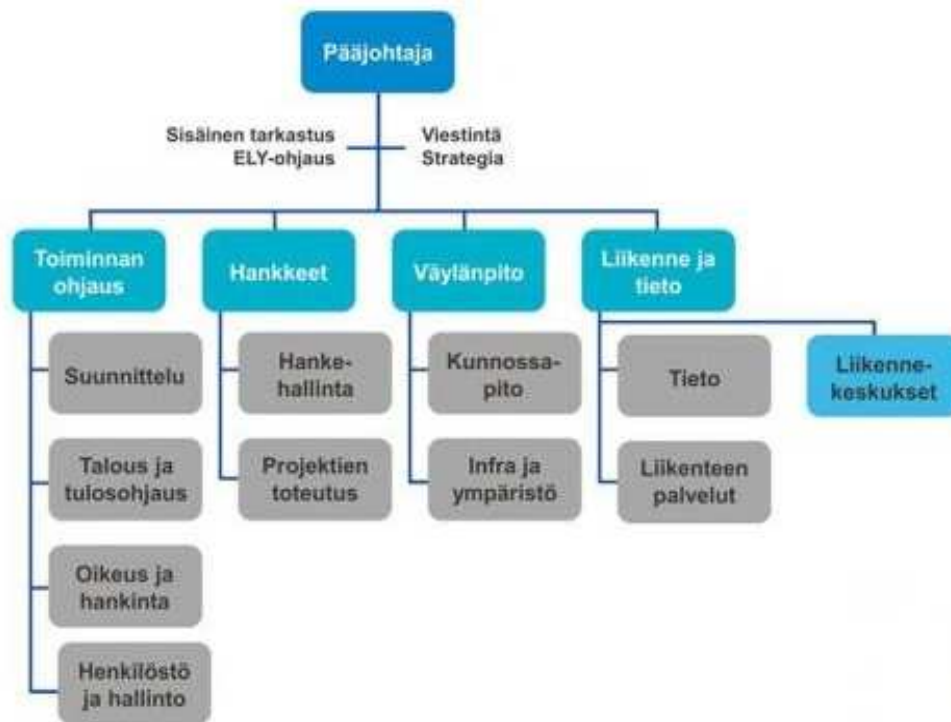 Pääjohtaja
Sisäinen tarkastus
ELY-ohjaus
Viestintä
Strategia
Toiminnan
ohjaus
Hankkeet
Väylänpito
Liikenne ja
tieto
Suunnittelu
Hanke-
hallinta
Kunnossa-
pito
Tieto
Liikenne-
keskukset
Talous ja
tulosohjaus
Projektien
toteutus
Infra ja
ympäristö
Liikenteen
palvelut
Oikeus ja
hankinta
Henkilöstö
ja hallinto